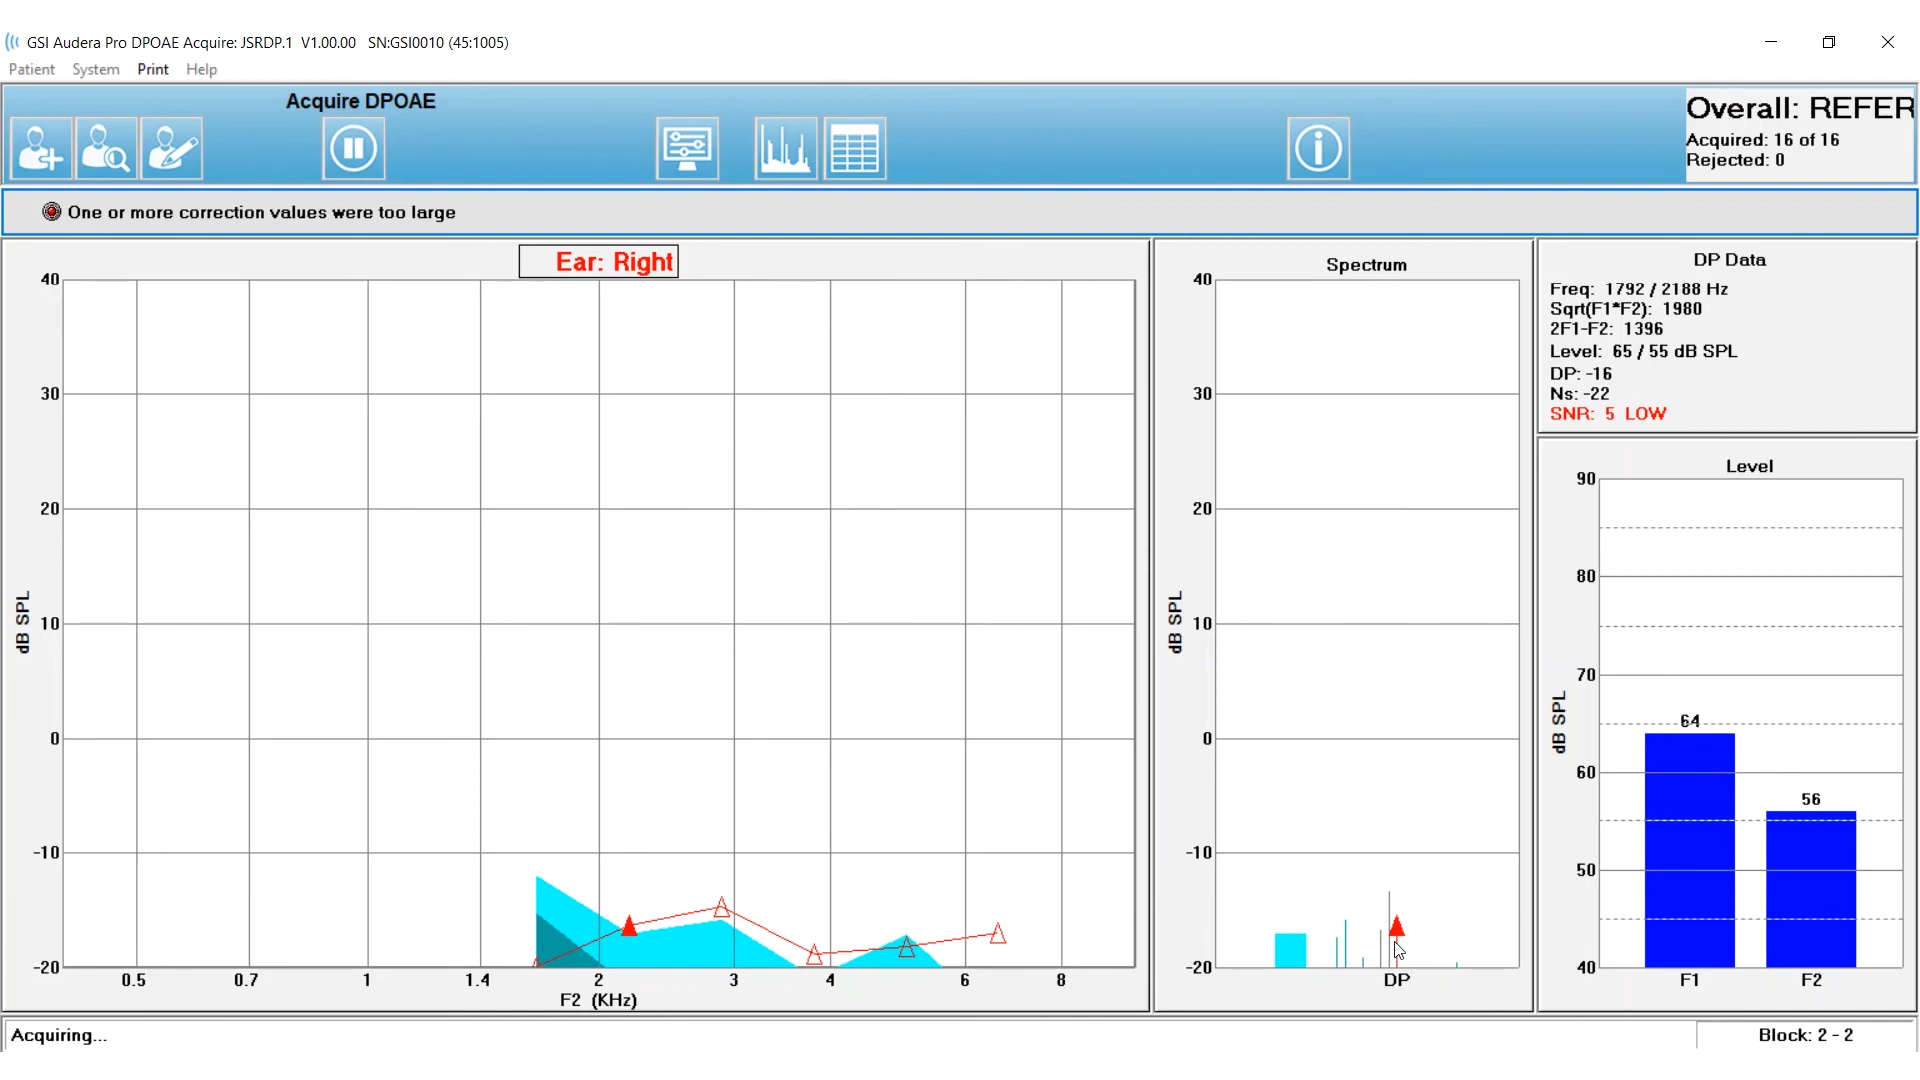 GSI Audera Pro DPOAE Acquire: JSRDP.1 V1.00.00 SN:GSI0010 (45:1005)
Patient System Print Help
Acquire DPOAE
Overall: REFER
Acquired: 16 of 16
Rejected: 0
One or more correction values were too large
Ear: Right
40
30
20
10
0
-10
-20
dB SPL
0.5 0.7 1 1.4 2 3 4 6 8
F2 (KHz)
Spectrum
40
30
20
10
0
-10
-20
dB SPL
DP
DP Data
Freq: 1792 / 2188 Hz
Sqrt(F1*F2): 1980
2F1-F2: 1396
Level: 65 / 55 dB SPL
DP: -16
Ns: -22
SNR: 5 LOW
Level
90
80
70
60
50
40
dB SPL
64
56
F1 F2
Acquiring...
Block: 2 - 2